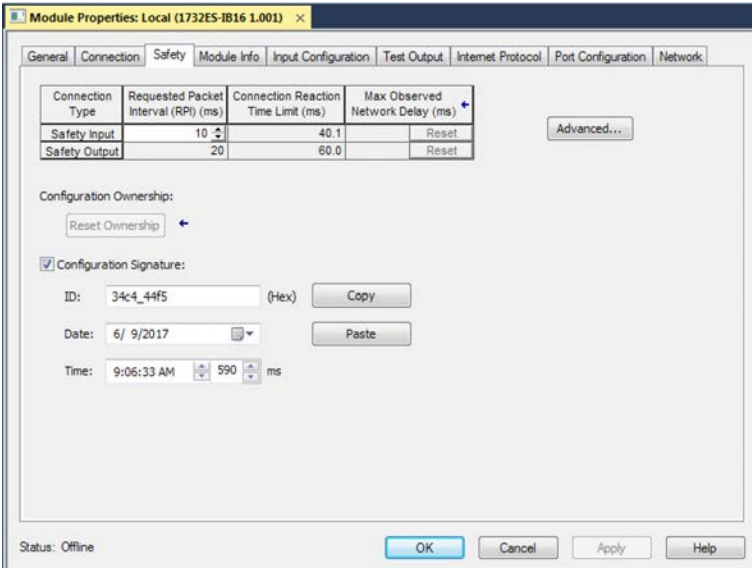 Module Properties: Local (1732ES-IB16 1.001) ×
General Connection Safety Module Info Input Configuration Test Output Internet Protocol Port Configuration Network
Connection Type Requested Packet Interval (RPI) (ms) Connection Reaction Time Limit (ms) Max Observed Network Delay (ms)
Safety Input 10 40.1 Reset
Safety Output 20 60.0 Reset
Advanced...
Configuration Ownership:
Reset Ownership
Configuration Signature:
ID: 34c4_44f5 (Hex) Copy
Date: 6/ 9/2017 Paste
Time: 9:06:33 AM 590 ms
Status: Offline OK Cancel Apply Help